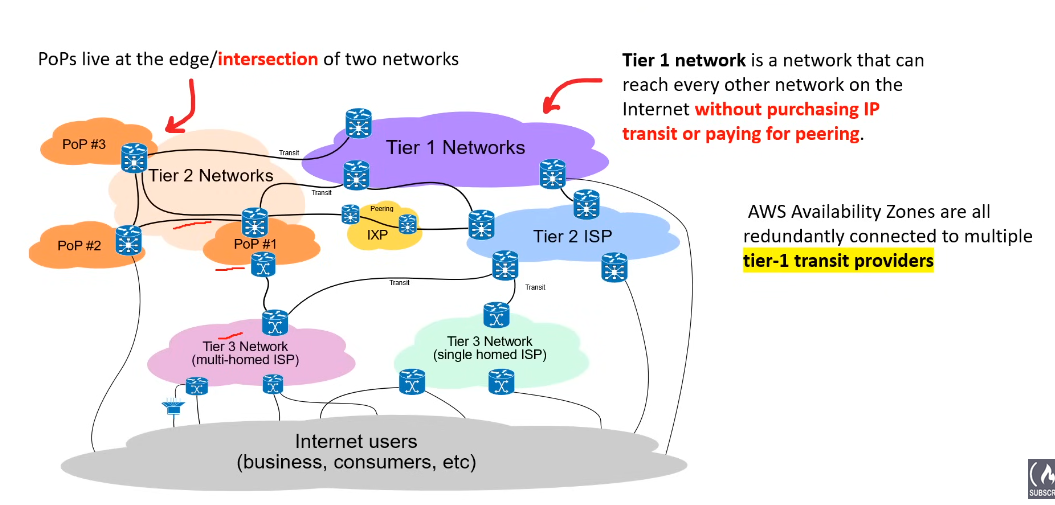 PoPs live at the edge/intersection of two networks
Tier 1 network is a network that can
reach every other network on the
Internet without purchasing IP
transit or paying for peering.
PoP #3
Transit
Tier 1 Networks
Tier 2 Networks
Transit
Peering
IXP
PoP #2
PoP #1
Tier 2 ISP
AWS Availability Zones are all
redundantly connected to multiple
tier-1 transit providers
Transit
Transit
Tier 3 Network
(multi-homed ISP)
Tier 3 Network
(single homed ISP)
Internet users
(business, consumers, etc)
SUBSCR